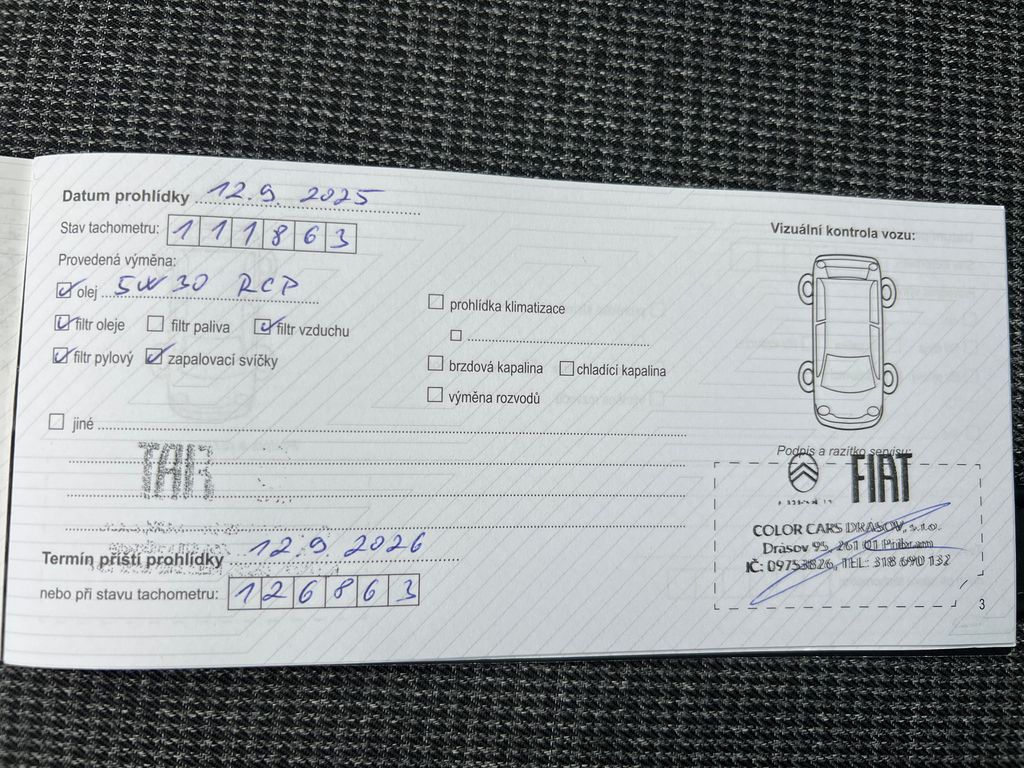 Datum prohlídky 12.9. 2025
Stav tachometru: 111863
Provedená výměna:
olej 5W30 RCP
filtr oleje filtr paliva filtr vzduchu
filtr pylový zapalovací svíčky
jiné
prohlídka klimatizace
brzdová kapalina chladící kapalina
výměna rozvodů
Vizuální kontrola vozu:
Podpis a razítko servisu:
FIAT
COLOR CARS DRASOV, s.r.o.
Drásov 95, 261 01 Příbram
IČ: 09753826, TEL: 318 690 132
Termín příští prohlídky 12.9 2026
nebo při stavu tachometru: 126863
3